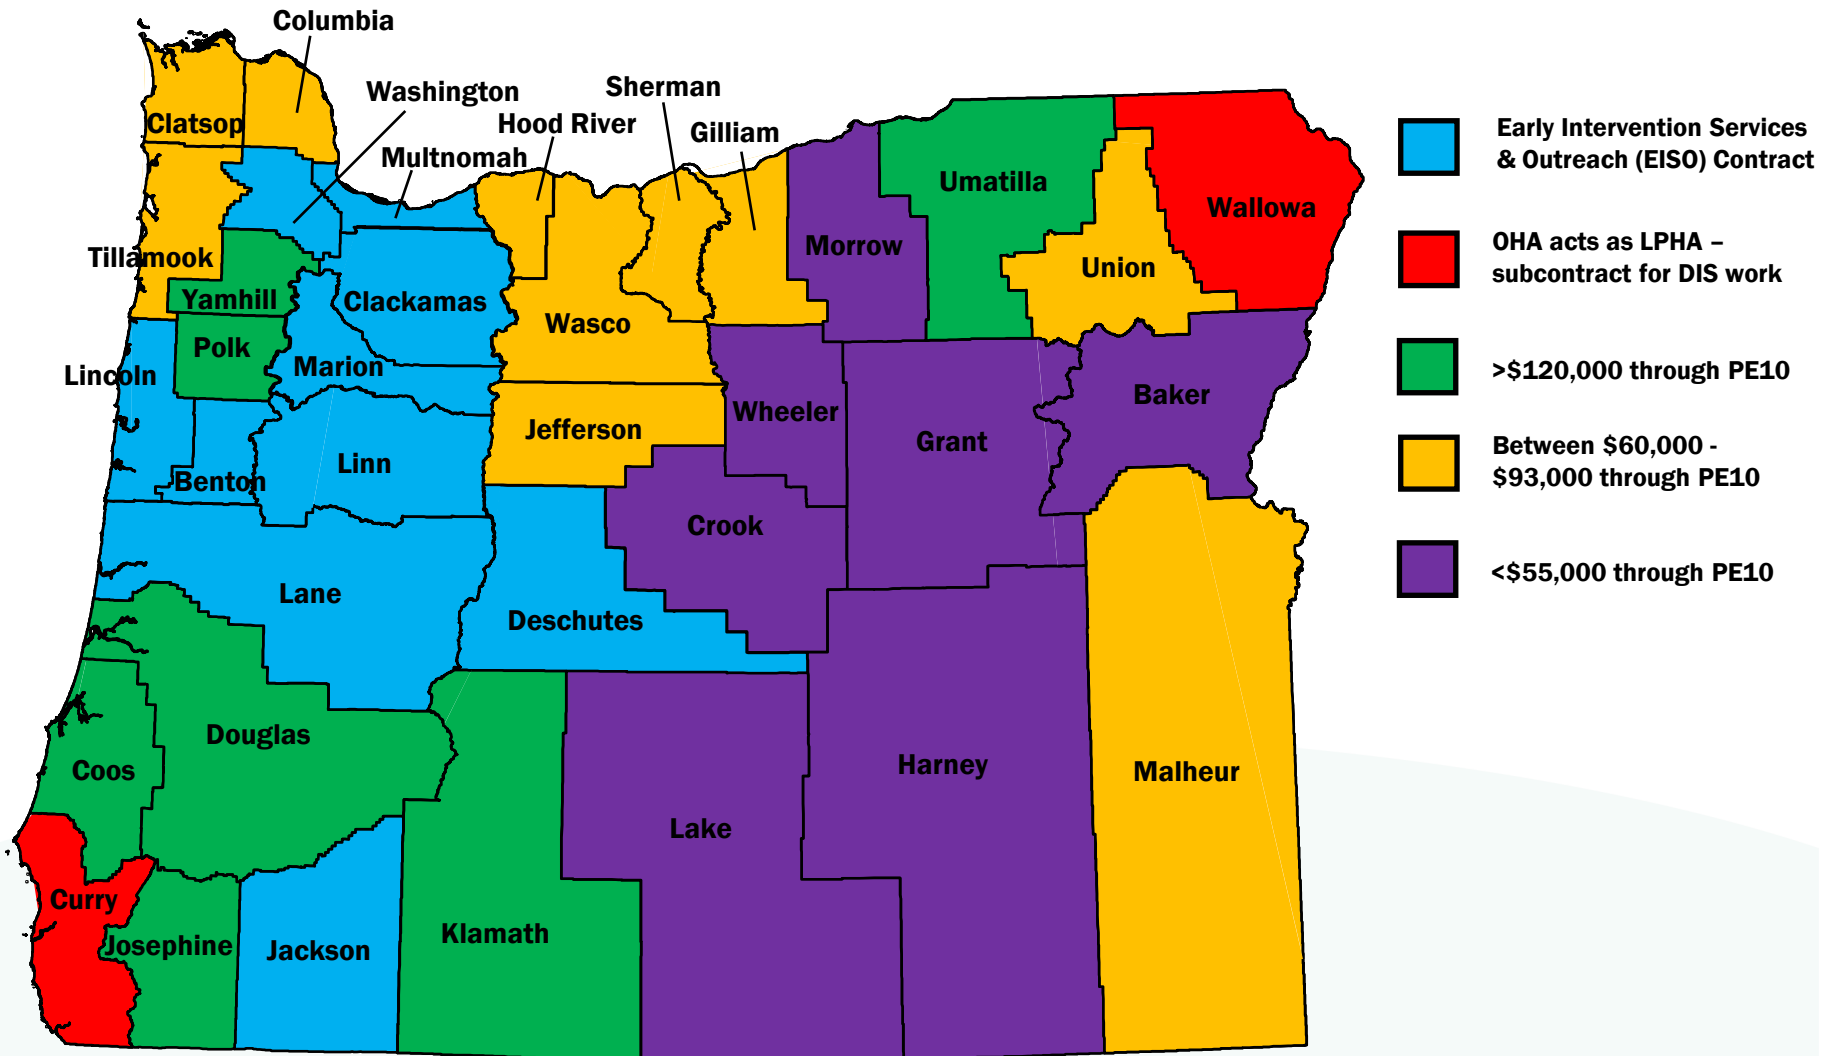 Columbia
Washington
Sherman
Hood River
Gilliam
Clatsop
Multnomah
Umatilla
Wallowa
Morrow
Tillamook
Union
Yamhill
Clackamas
Wasco
Polk
Marion
Lincoln
Baker
Wheeler
Jefferson
Grant
Linn
Benton
Crook
Lane
Deschutes
Douglas
Harney
Coos
Malheur
Lake
Curry
Klamath
Josephine
Jackson
Early Intervention Services
& Outreach (EISO) Contract
OHA acts as LPHA –
subcontract for DIS work
>$120,000 through PE10
Between $60,000 -
$93,000 through PE10
<$55,000 through PE10